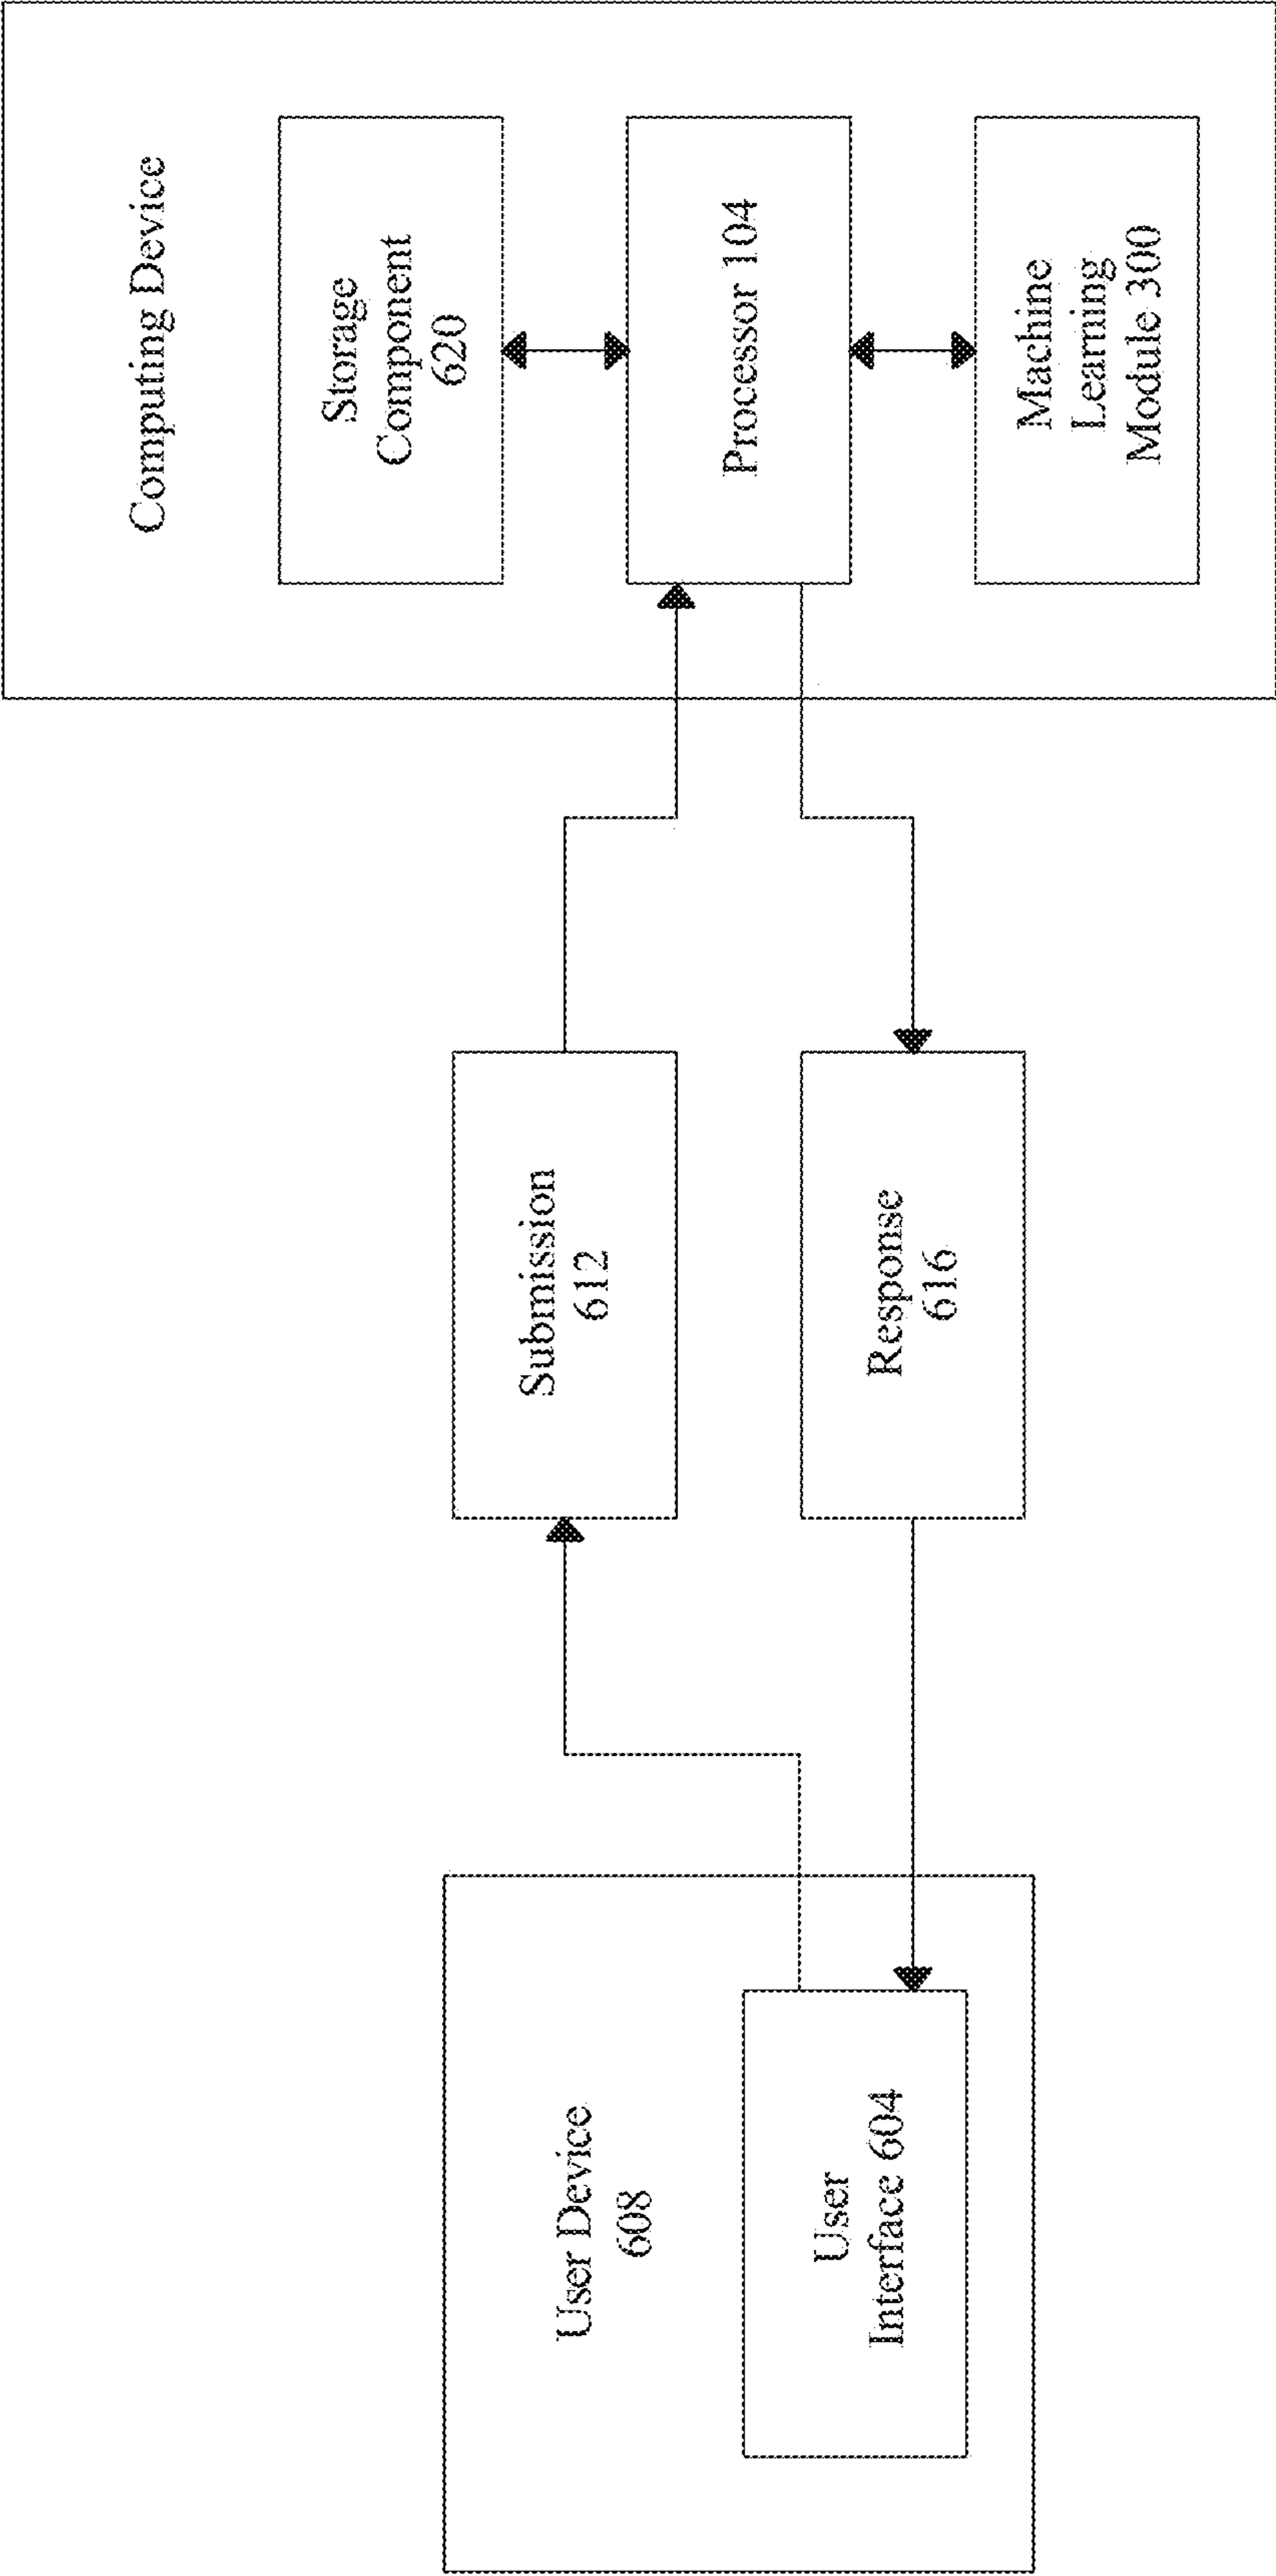 User Device
608
User
Interface 604
Submission
612
Response
616
Computing Device
Storage
Component
620
Processor 104
Machine
Learning
Module 300